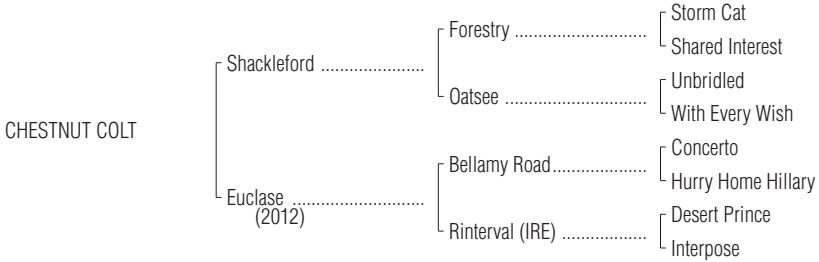 Storm Cat
Forestry ..............................
Shared Interest
Shackleford .......................
Unbridled
Oatsee ................................
With Every Wish
CHESTNUT COLT
Concerto
Bellamy Road.....................
Hurry Home Hillary
Euclase .............................
(2012)
Desert Prince
Rinterval (IRE) ...................
Interpose